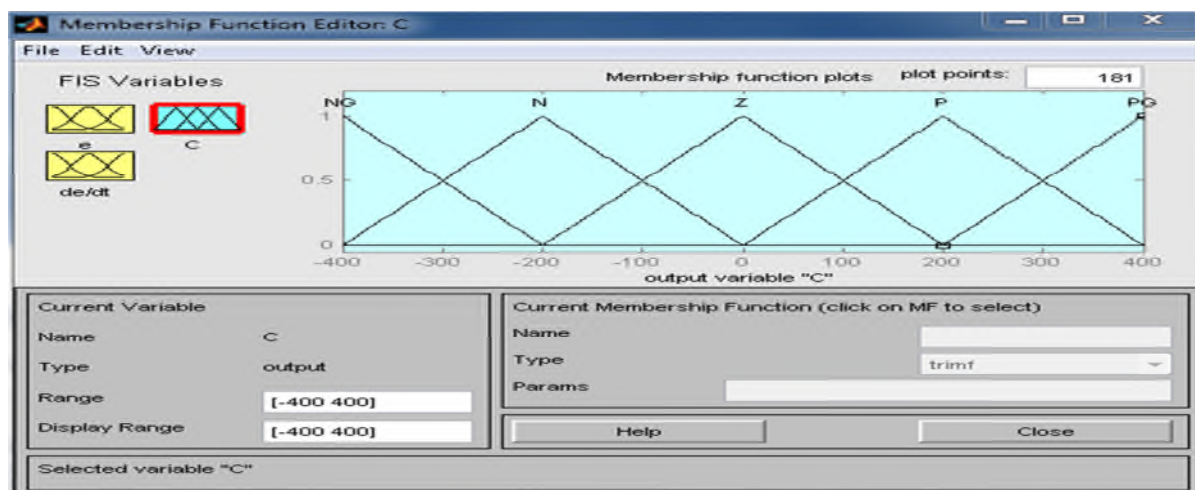 Membership Function Editor: C
File Edit View
FIS Variables
e
C
de/dt
Membership function plots
plot points:
181
NG N Z P PG
1
0.5
0
-400 -300 -200 -100 0 100 200 300 400
output variable "C"
Current Variable
Name C
Type output
Range [-400 400]
Display Range [-400 400]
Current Membership Function (click on MF to select)
Name
Type trimf
Params
Help
Close
Selected variable "C"